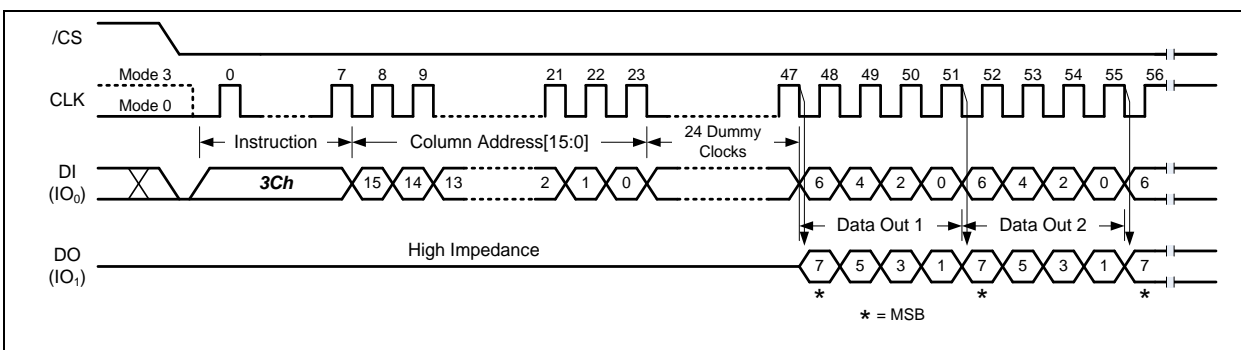 /CS
Mode 3 0 7 8 9 21 22 23 47 48 49 50 51 52 53 54 55 56
CLK
Mode 0
Instruction Column Address[15:0] 24 Dummy
Clocks
DI
(IO0) 3Ch 15 14 13 2 1 0 6 4 2 0 6 4 2 0 6
Data Out 1 Data Out 2
High Impedance
DO
(IO1) 7 5 3 1 7 5 3 1 7
* * *
* = MSB